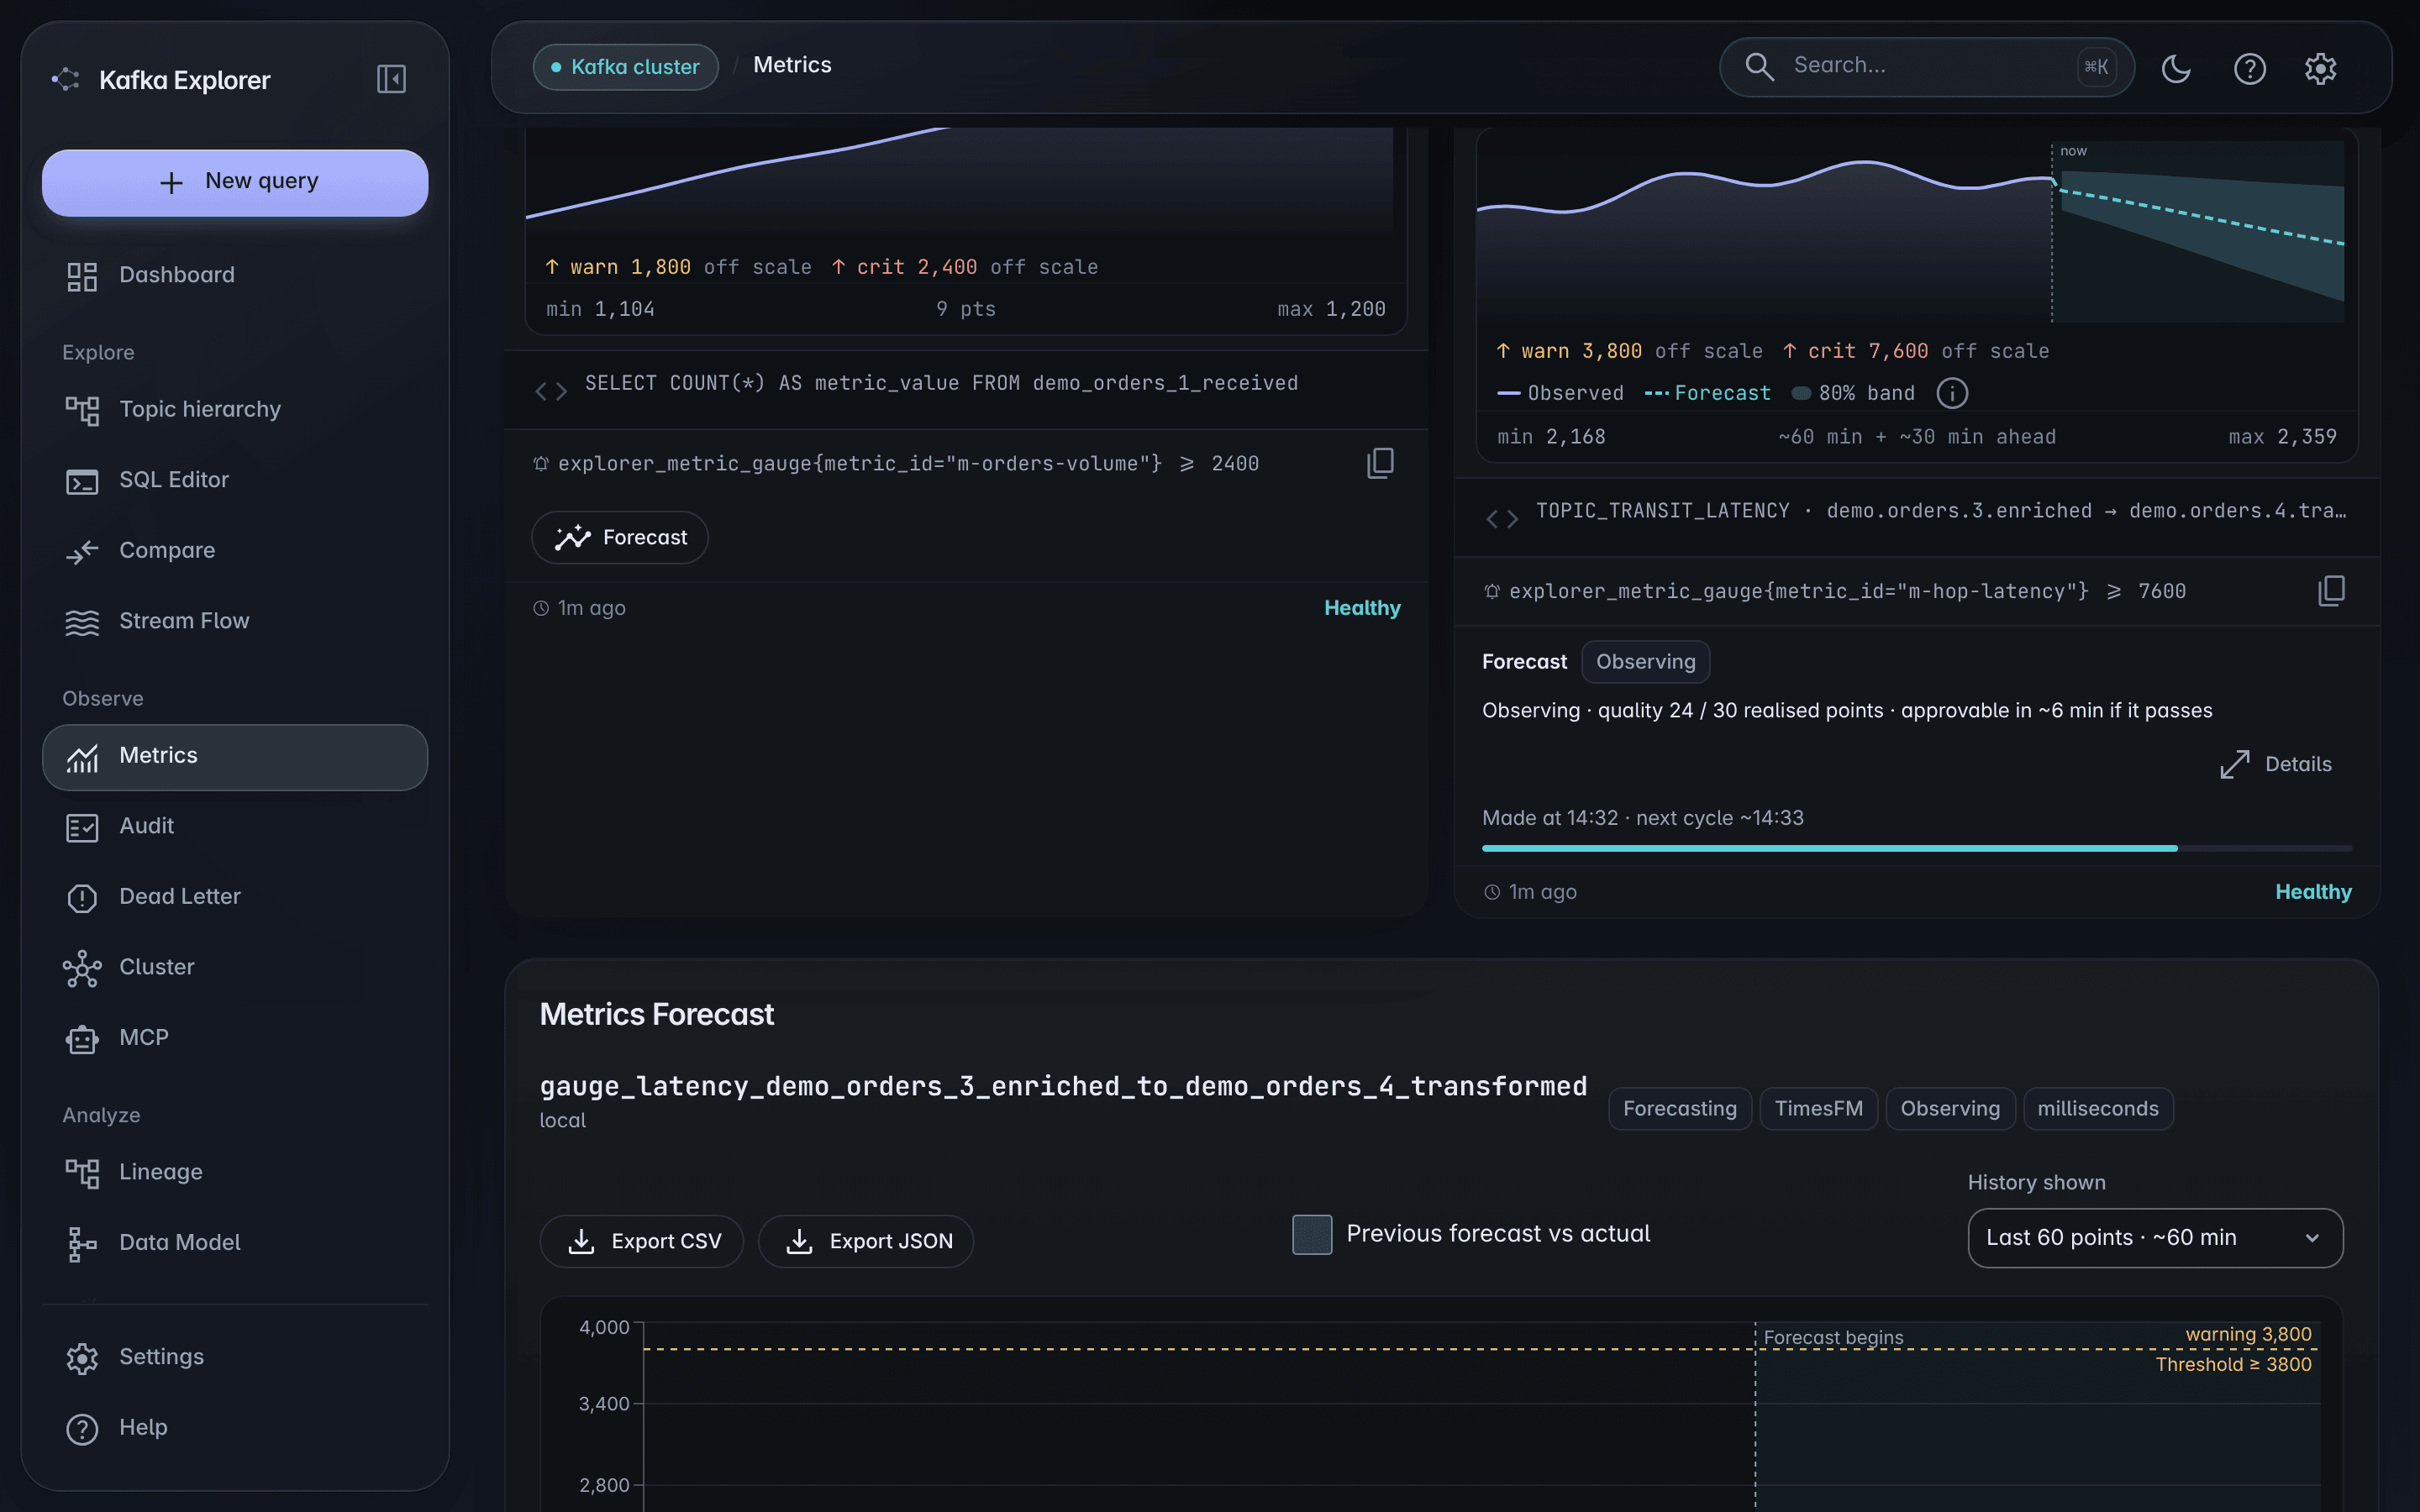 Kafka Explorer
New query
Dashboard
Explore
Topic hierarchy
SQL Editor
Compare
Stream Flow
Observe
Metrics
Audit
Dead Letter
Cluster
MCP
Analyze
Lineage
Data Model
Settings
Help
Kafka cluster / Metrics
Search... ⌘K
↑ warn 1,800 off scale ↑ crit 2,400 off scale
min 1,104 9 pts max 1,200
SELECT COUNT(*) AS metric_value FROM demo_orders_1_received
explorer_metric_gauge{metric_id="m-orders-volume"} ≥ 2400
Forecast
1m ago Healthy
now
↑ warn 3,800 off scale ↑ crit 7,600 off scale
Observed Forecast 80% band
min 2,168 ~60 min + ~30 min ahead max 2,359
TOPIC_TRANSIT_LATENCY · demo.orders.3.enriched → demo.orders.4.tra…
explorer_metric_gauge{metric_id="m-hop-latency"} ≥ 7600
Forecast Observing
Observing · quality 24 / 30 realised points · approvable in ~6 min if it passes
Details
Made at 14:32 · next cycle ~14:33
1m ago Healthy
Metrics Forecast
gauge_latency_demo_orders_3_enriched_to_demo_orders_4_transformed
local
Forecasting TimesFM Observing milliseconds
History shown
Export CSV Export JSON Previous forecast vs actual Last 60 points · ~60 min
4,000
Forecast begins warning 3,800
Threshold ≥ 3800
3,400
2,800